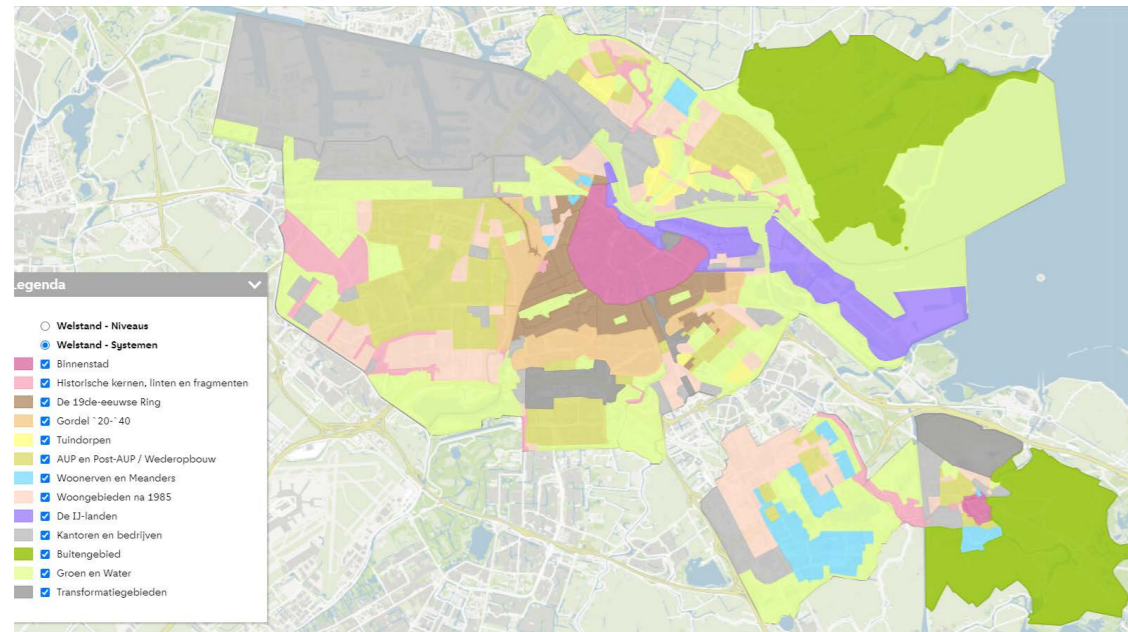 Legenda
Welstand - Niveaus
Welstand - Systemen
Binnenstad
Historische kernen, linten en fragmenten
De 19de-eeuwse Ring
Gordel `20-`40
Tuindorpen
AUP en Post-AUP / Wederopbouw
Woonerven en Meanders
Woongebieden na 1985
De IJ-landen
Kantoren en bedrijven
Buitengebied
Groen en Water
Transformatiegebieden